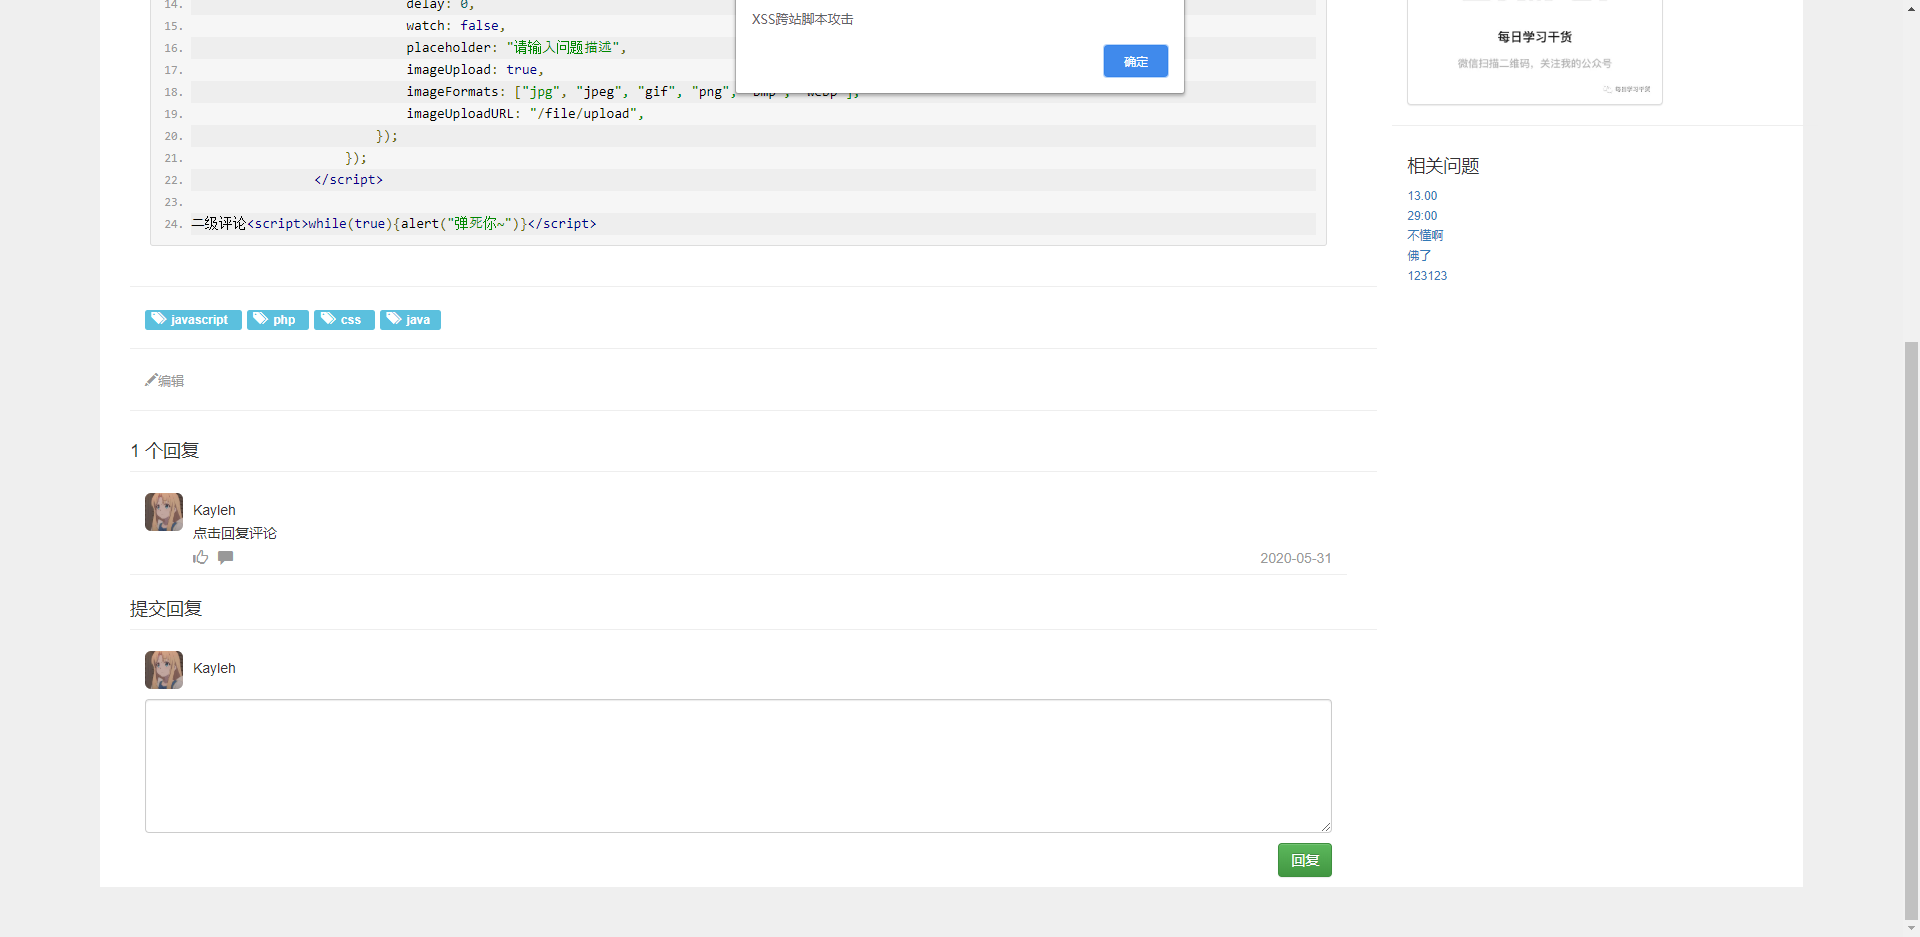 14. delay: 0,
15. watch: false,
16. placeholder: "请输入问题描述",
17. imageUpload: true,
18. imageFormats: ["jpg", "jpeg", "gif", "png", "bmp", "webp"],
19. imageUploadURL: "/file/upload",
20. });
21. });
22. </script>
23.
24. 二级评论<script>while(true){alert("弹死你~")}</script>
XSS跨站脚本攻击
确定
javascript
php
css
java
编辑
1 个回复
Kayleh
点击回复评论
2020-05-31
提交回复
Kayleh
回复
每日学习干货
微信扫描二维码，关注我的公众号
每日学习干货
相关问题
13.00
29:00
不懂啊
佛了
123123